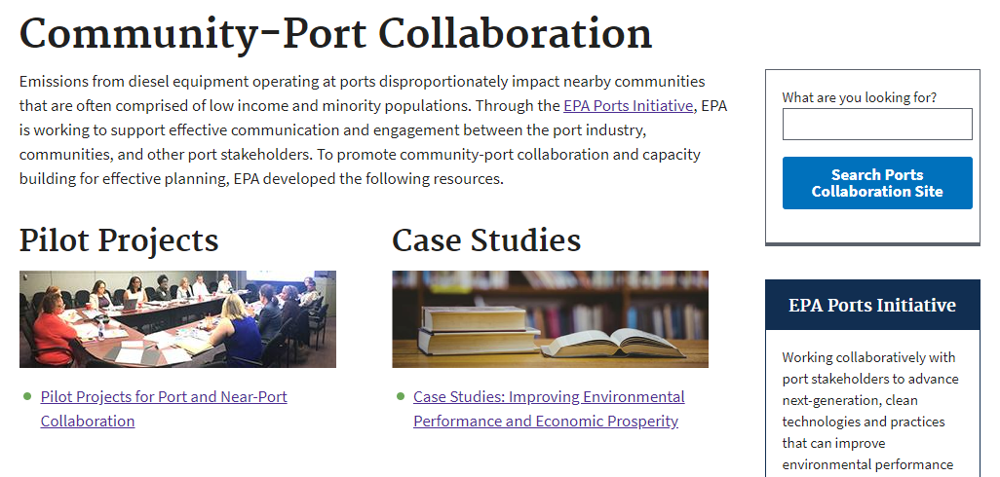 Community-Port Collaboration
Emissions from diesel equipment operating at ports disproportionately impact nearby communities
that are often comprised of low income and minority populations. Through the EPA Ports Initiative, EPA
is working to support effective communication and engagement between the port industry,
communities, and other port stakeholders. To promote community-port collaboration and capacity
building for effective planning, EPA developed the following resources.
Pilot Projects
Pilot Projects for Port and Near-Port
Collaboration
Case Studies
Case Studies: Improving Environmental
Performance and Economic Prosperity
What are you looking for?
Search Ports
Collaboration Site
EPA Ports Initiative
Working collaboratively with
port stakeholders to advance
next-generation, clean
technologies and practices
that can improve
environmental performance